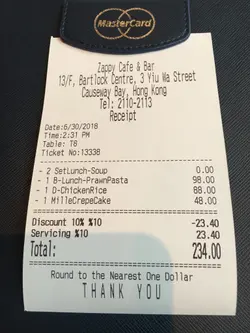 MasterCard
Zappy Cafe & Bar
13/F, Bartlock Centre, 3 Yiu Wa Street
Causeway Bay, Hong Kong
Tel: 2110-2113
Receipt
Date:6/30/2018
Time:2:31 PM
Table: T8
Ticket No:13338
- 2 SetLunch-Soup 0.00
- 1 B-Lunch-PrawnPasta 98.00
- 1 D-ChickenRice 88.00
- 1 MilleCrepeCake 48.00
Discount 10% %10 -23.40
Servicing %10 23.40
Total: 234.00
Round to the Nearest One Dollar
THANK YOU